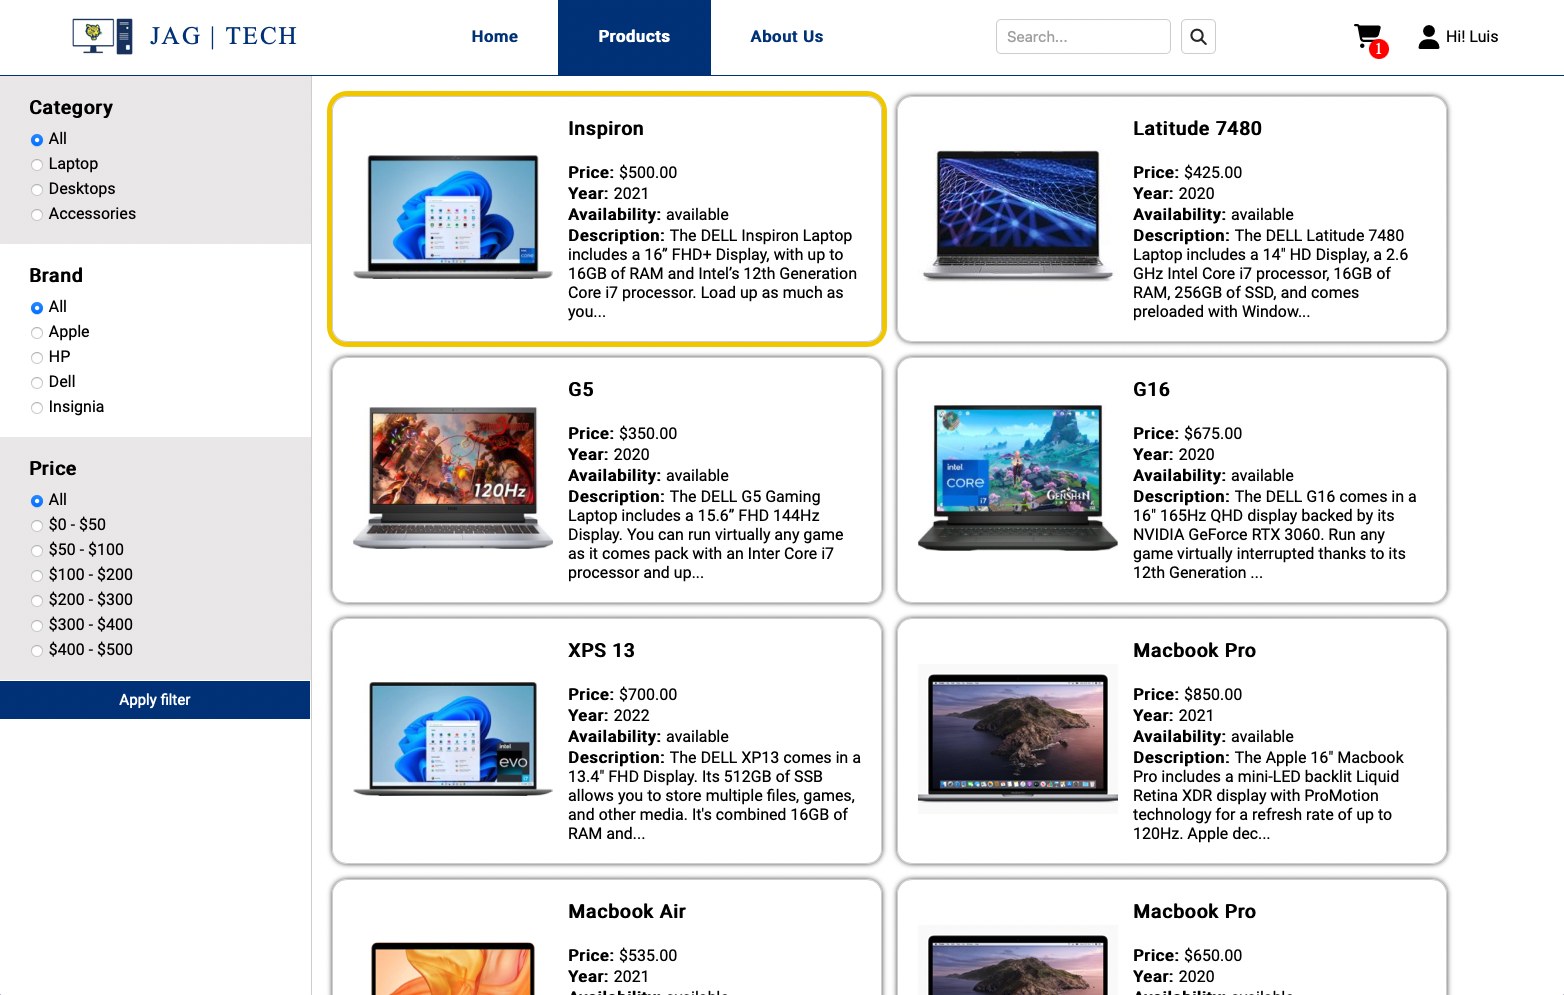 JAG | TECH
Home
Products
About Us
Search...
1
Hi! Luis
Category
All
Laptop
Desktops
Accessories
Brand
All
Apple
HP
Dell
Insignia
Price
All
$0 - $50
$50 - $100
$100 - $200
$200 - $300
$300 - $400
$400 - $500
Apply filter
Inspiron
Price: $500.00
Year: 2021
Availability: available
Description: The DELL Inspiron Laptop
includes a 16” FHD+ Display, with up to
16GB of RAM and Intel’s 12th Generation
Core i7 processor. Load up as much as
you...
Latitude 7480
Price: $425.00
Year: 2020
Availability: available
Description: The DELL Latitude 7480
Laptop includes a 14" HD Display, a 2.6
GHz Intel Core i7 processor, 16GB of
RAM, 256GB of SSD, and comes
preloaded with Window...
120Hz
G5
Price: $350.00
Year: 2020
Availability: available
Description: The DELL G5 Gaming
Laptop includes a 15.6” FHD 144Hz
Display. You can run virtually any game
as it comes pack with an Inter Core i7
processor and up...
intel
CORE
i7
GENSHIN
G16
Price: $675.00
Year: 2020
Availability: available
Description: The DELL G16 comes in a
16" 165Hz QHD display backed by its
NVIDIA GeForce RTX 3060. Run any
game virtually interrupted thanks to its
12th Generation ...
intel
evo
i7
XPS 13
Price: $700.00
Year: 2022
Availability: available
Description: The DELL XP13 comes in a
13.4" FHD Display. Its 512GB of SSB
allows you to store multiple files, games,
and other media. It's combined 16GB of
RAM and...
Macbook Pro
Price: $850.00
Year: 2021
Availability: available
Description: The Apple 16" Macbook
Pro includes a mini-LED backlit Liquid
Retina XDR display with ProMotion
technology for a refresh rate of up to
120Hz. Apple dec...
Macbook Air
Price: $535.00
Year: 2021
Availability: available
Macbook Pro
Price: $650.00
Year: 2020
Availability: available